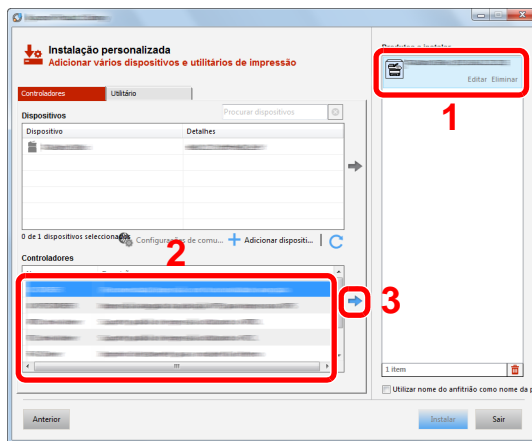 Instalação personalizada
Adicionar vários dispositivos e utilitários de impressão
Produtos a instalar
Editar Eliminar
1
Controladores
Utilitário
Dispositivos
Procurar dispositivos
Dispositivo
Detalhes
0 de 1 dispositivos seleccionados
Configurações de comu...
Adicionar dispositi...
2
Controladores
3
1 item
Utilizar nome do anfitrião como nome da p
Anterior
Instalar
Sair